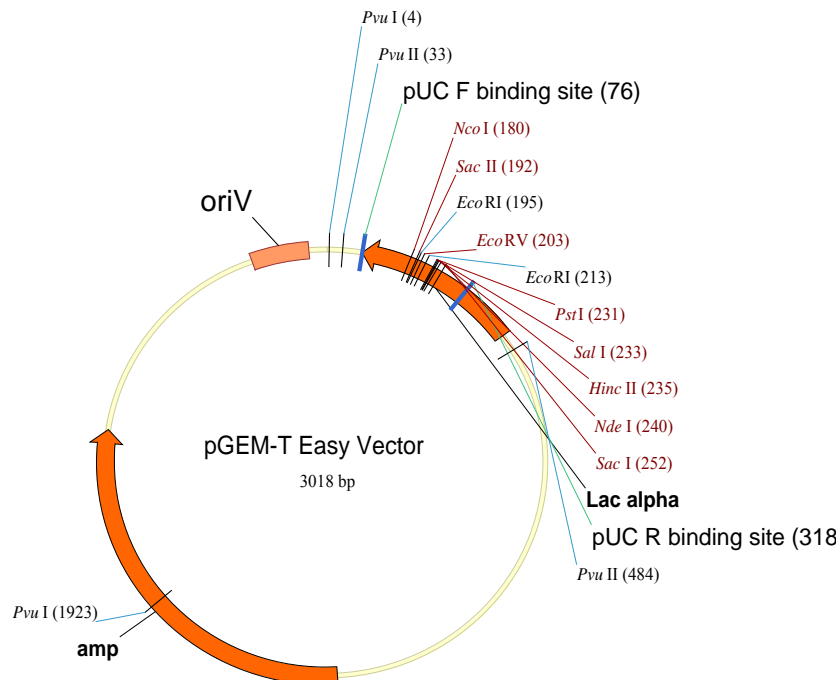 Pvu I (4)
Pvu II (33)
pUC F binding site (76)
Nco I (180)
Sac II (192)
oriV
EcoRI (195)
EcoRV (203)
EcoRI (213)
Pst I (231)
Sal I (233)
Hinc II (235)
Nde I (240)
pGEM-T Easy Vector
Sac I (252)
3018 bp
Lac alpha
pUC R binding site (318
Pvu II (484)
Pvu I (1923)
amp